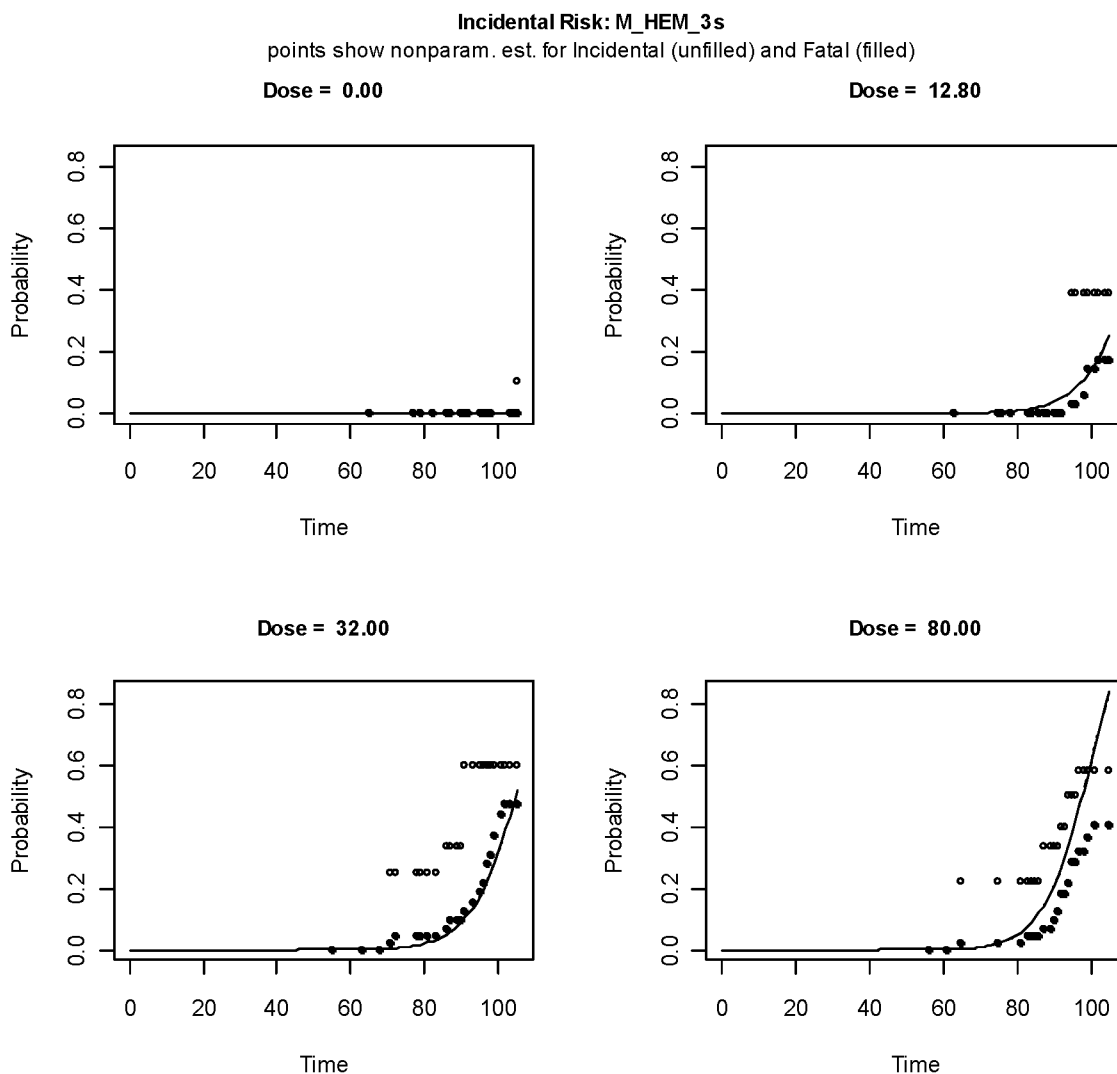 Incidental Risk: M_HEM_3s
points show nonparam. est. for Incidental (unfilled) and Fatal (filled)
Dose = 0.00
Probability
0.0 0.2 0.4 0.6 0.8
0 20 40 60 80 100
Time
Dose = 12.80
Probability
0.0 0.2 0.4 0.6 0.8
0 20 40 60 80 100
Time
Dose = 32.00
Probability
0.0 0.2 0.4 0.6 0.8
0 20 40 60 80 100
Time
Dose = 80.00
Probability
0.0 0.2 0.4 0.6 0.8
0 20 40 60 80 100
Time